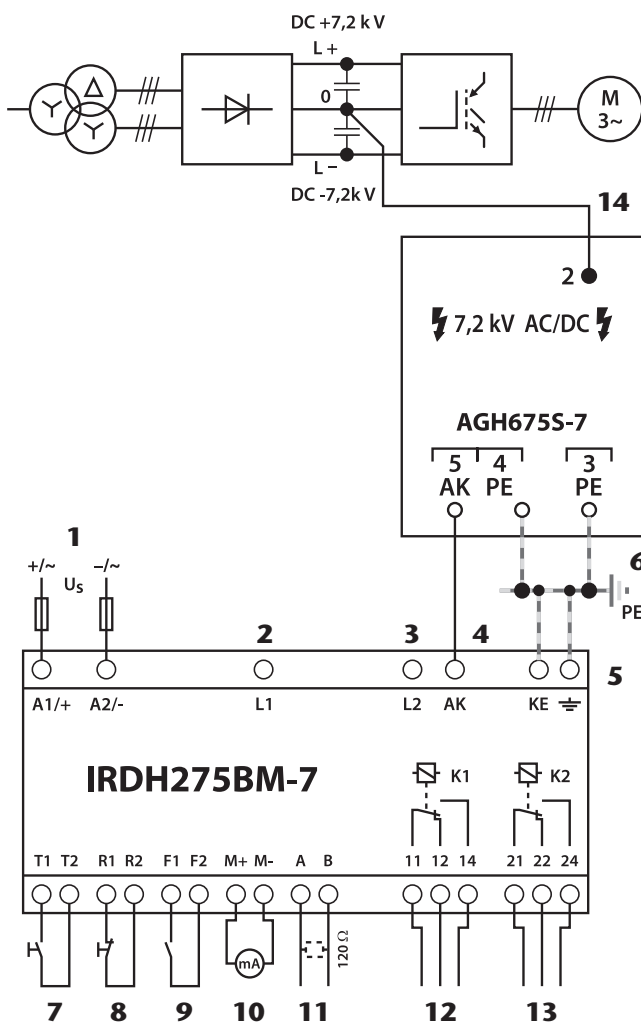 DC +7,2 k V
L +
0
L –
DC -7,2k V
M
3~
14
2
7,2 kV AC/DC
AGH675S-7
5 4 3
AK PE PE
1
+/~ –/~
US
6
PE
2 3 4
5
A1/+ A2/- L1 L2 AK KE
IRDH275BM-7
K1 K2
T1 T2 R1 R2 F1 F2 M+ M- A B 11 12 14 21 22 24
mA
120 Ω
7 8 9 10 11 12 13